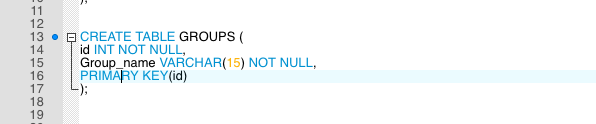 );
11
12
13 CREATE TABLE GROUPS (
14 id INT NOT NULL,
15 Group_name VARCHAR(15) NOT NULL,
16 PRIMARY KEY(id)
17 );
18
19